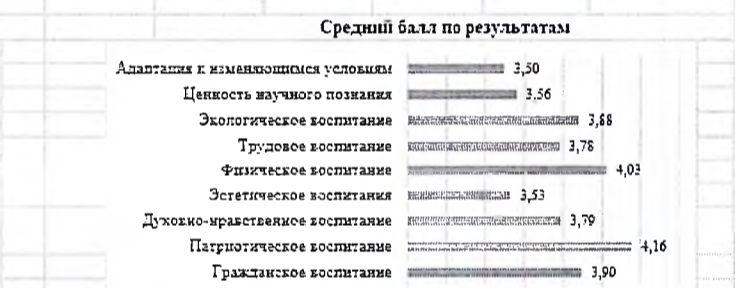 Средний балл по результатам
Адаптация к изменяющимся условиям 3,50
Ценность научного познания 3,56
Экологическое воспитание 3,88
Трудовое воспитание 3,78
Физическое воспитание 4,03
Эстетическое воспитания 3,53
Духовно-нравственное воспитание 3,79
Патриотическое воспитание 4,16
Гражданское воспитание 3,90